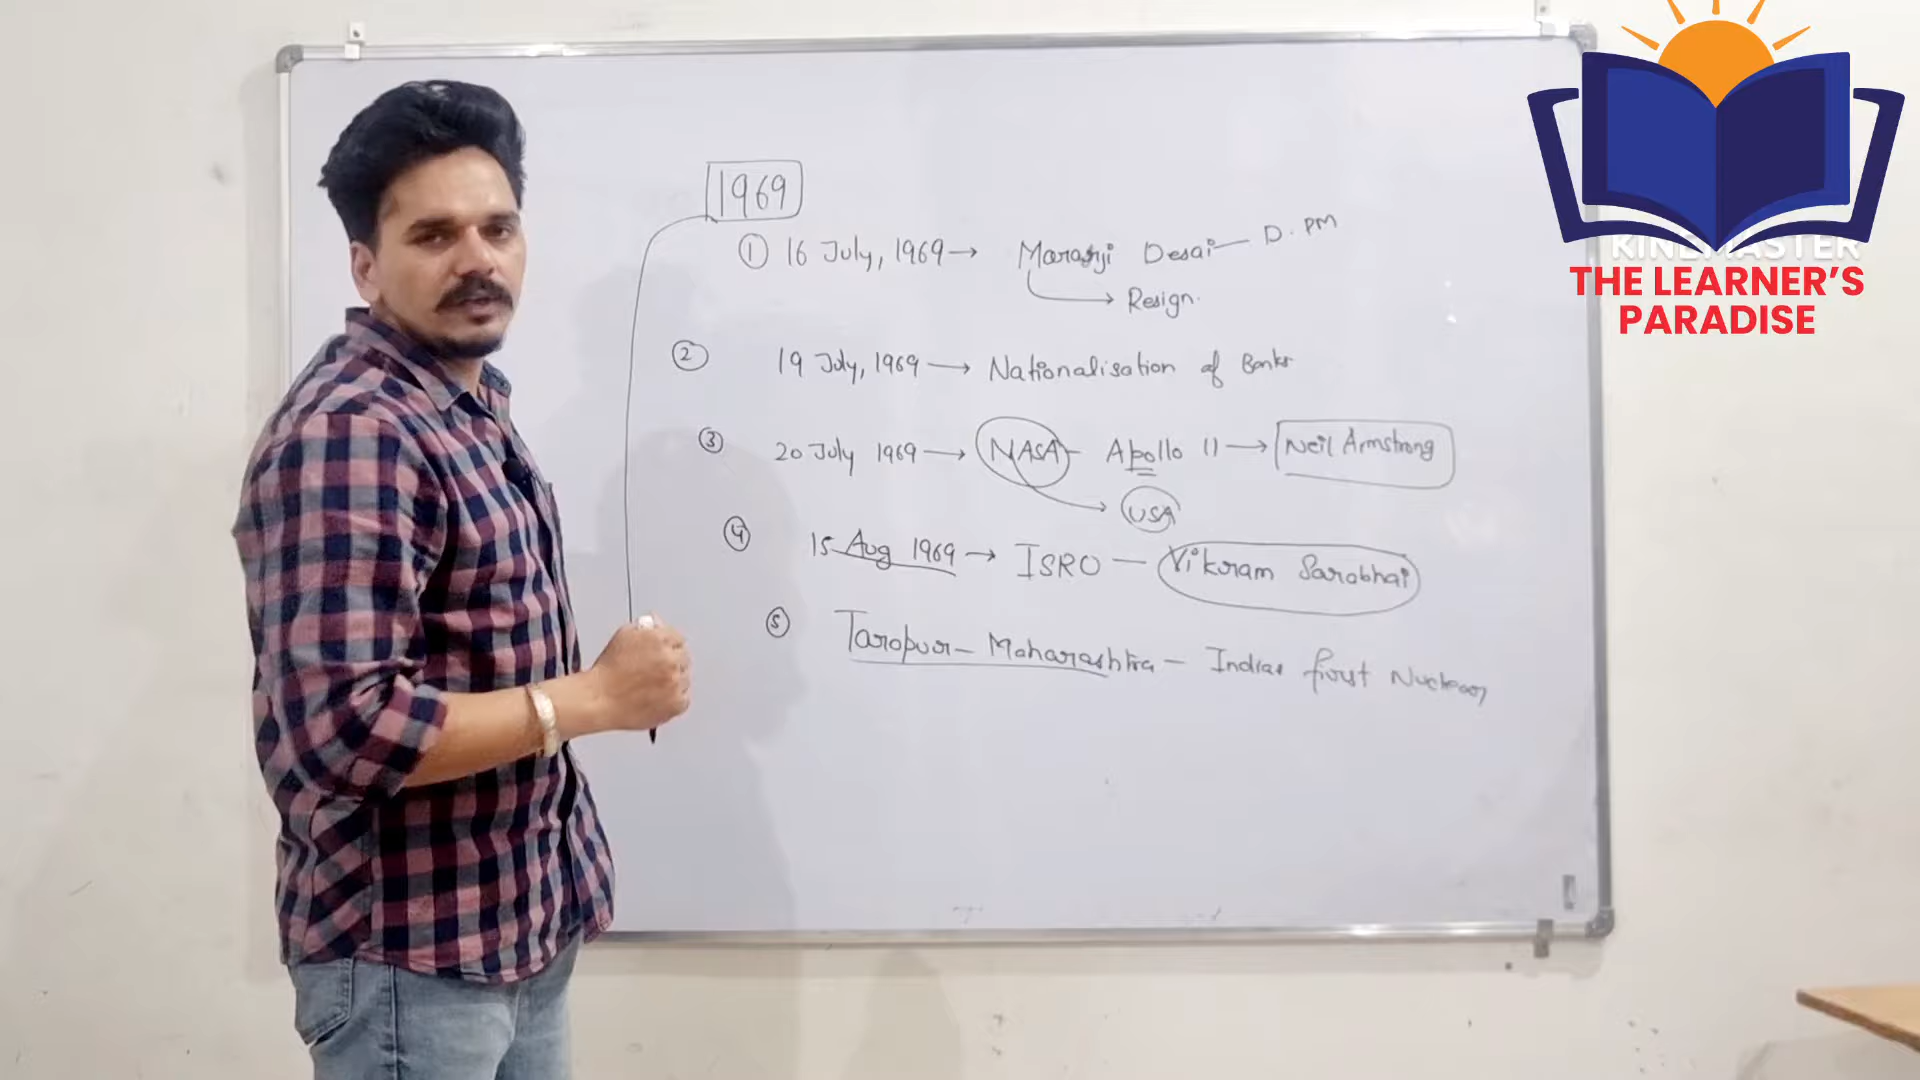 1969
① 16 July, 1969 → Mararji Desai — D. PM
→ Resign.
② 19 July, 1969 → Nationalisation of Banks
③ 20 July 1969 → NASA - Apollo 11 → Neil Armstrong
→ USA
④ 15 Aug 1969 → ISRO — Vikram Sarabhai
⑤ Tarapur - Maharashtra - Indias first Nuclear
KINEMASTER
THE LEARNER'S
PARADISE